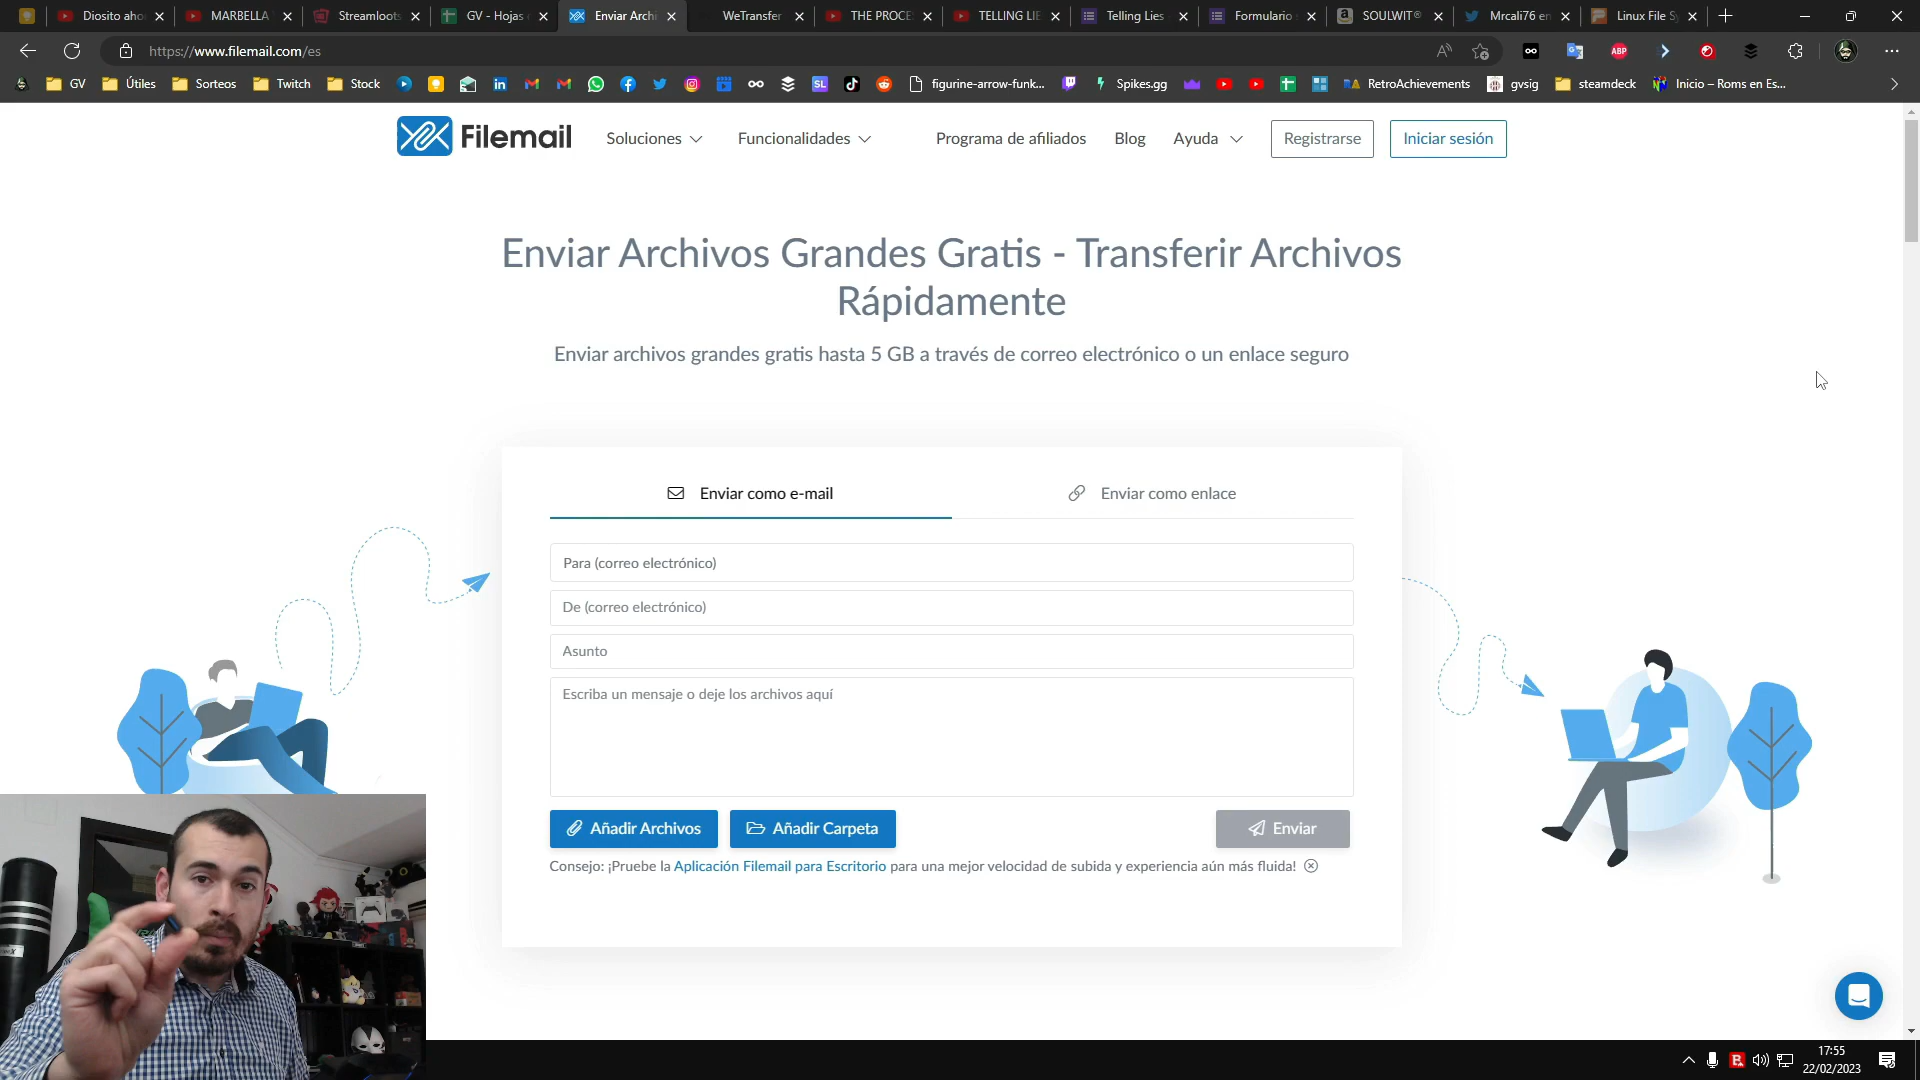 Diosito aho
MARBELLA
Streamloots
GV - Hojas
Enviar Archi
WeTransfer
THE PROCE
TELLING LIE
Telling Lies
Formulario
SOULWIT®
Mrcali76 en
Linux File Sy
https://www.filemail.com/es
ABP
GV
Útiles
Sorteos
Twitch
Stock
SL
figurine-arrow-funk...
Spikes.gg
RetroAchievements
gvsig
steamdeck
Inicio – Roms en Es...
Filemail
Soluciones
Funcionalidades
Programa de afiliados
Blog
Ayuda
Registrarse
Iniciar sesión
Enviar Archivos Grandes Gratis - Transferir Archivos
Rápidamente
Enviar archivos grandes gratis hasta 5 GB a través de correo electrónico o un enlace seguro
Enviar como e-mail
Enviar como enlace
Para (correo electrónico)
De (correo electrónico)
Asunto
Escriba un mensaje o deje los archivos aquí
Añadir Archivos
Añadir Carpeta
Enviar
Consejo: ¡Pruebe la Aplicación Filemail para Escritorio para una mejor velocidad de subida y experiencia aún más fluida!
17:55
22/02/2023